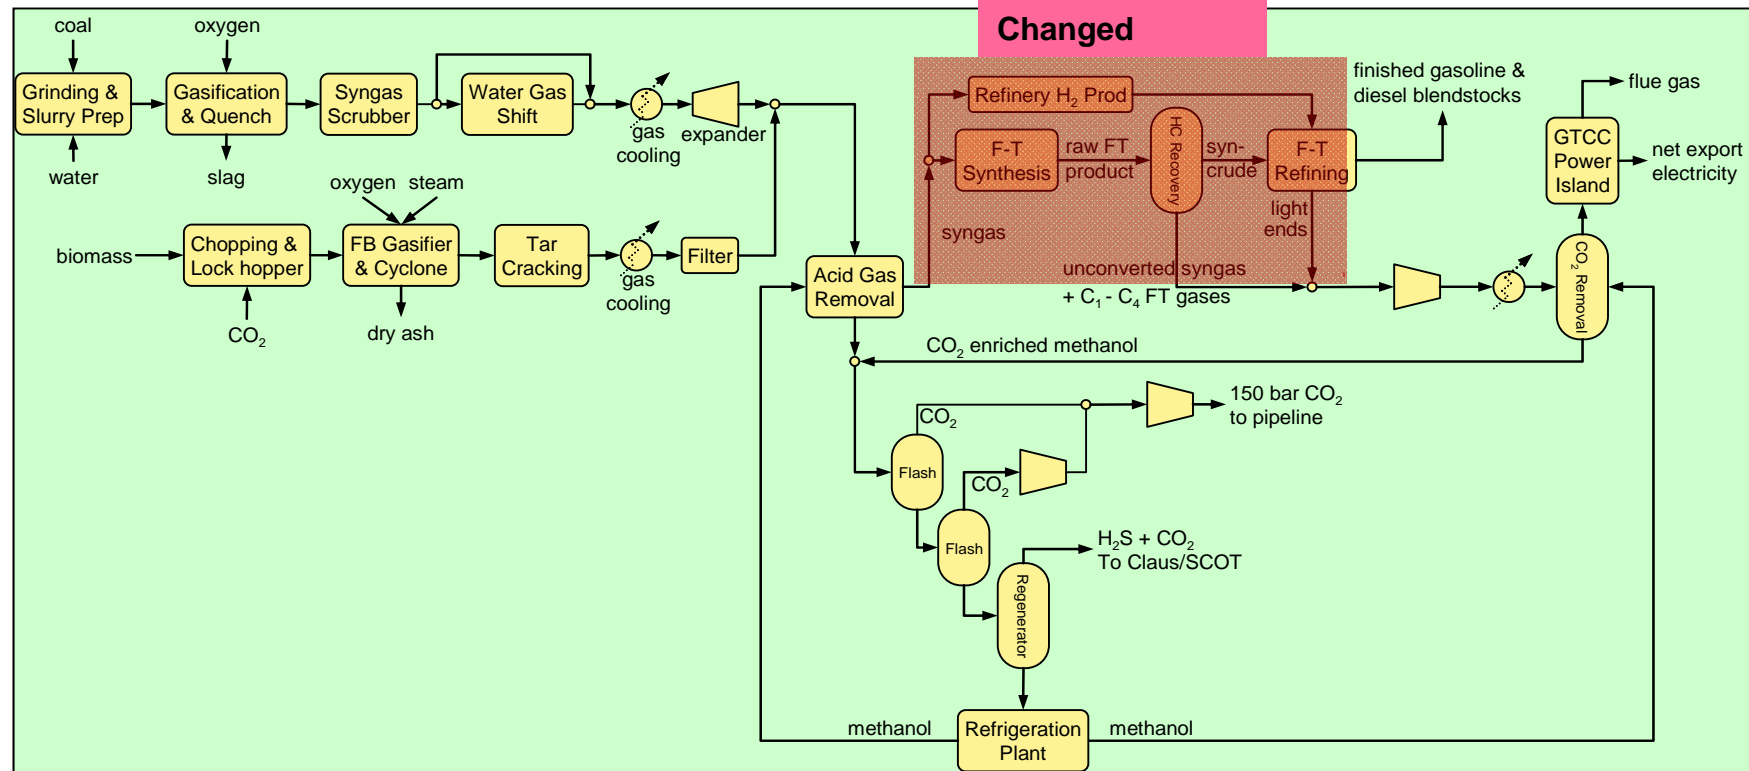 Changed
coal
oxygen
Grinding &
Slurry Prep
Gasification
& Quench
Syngas
Scrubber
Water Gas
Shift
gas
cooling
expander
water
slag
oxygen
steam
biomass
Chopping &
Lock hopper
FB Gasifier
& Cyclone
Tar
Cracking
gas
cooling
Filter
CO2
dry ash
Acid Gas
Removal
syngas
Refinery H2 Prod
F-T
Synthesis
raw FT
product
HC Recovery
syn-
crude
F-T
Refining
light
ends
finished gasoline &
diesel blendstocks
unconverted syngas
+ C1 - C4 FT gases
flue gas
GTCC
Power
Island
net export
electricity
CO2 Removal
CO2 enriched methanol
CO2
150 bar CO2
to pipeline
Flash
CO2
Flash
H2S + CO2
To Claus/SCOT
Regenerator
methanol
Refrigeration
Plant
methanol